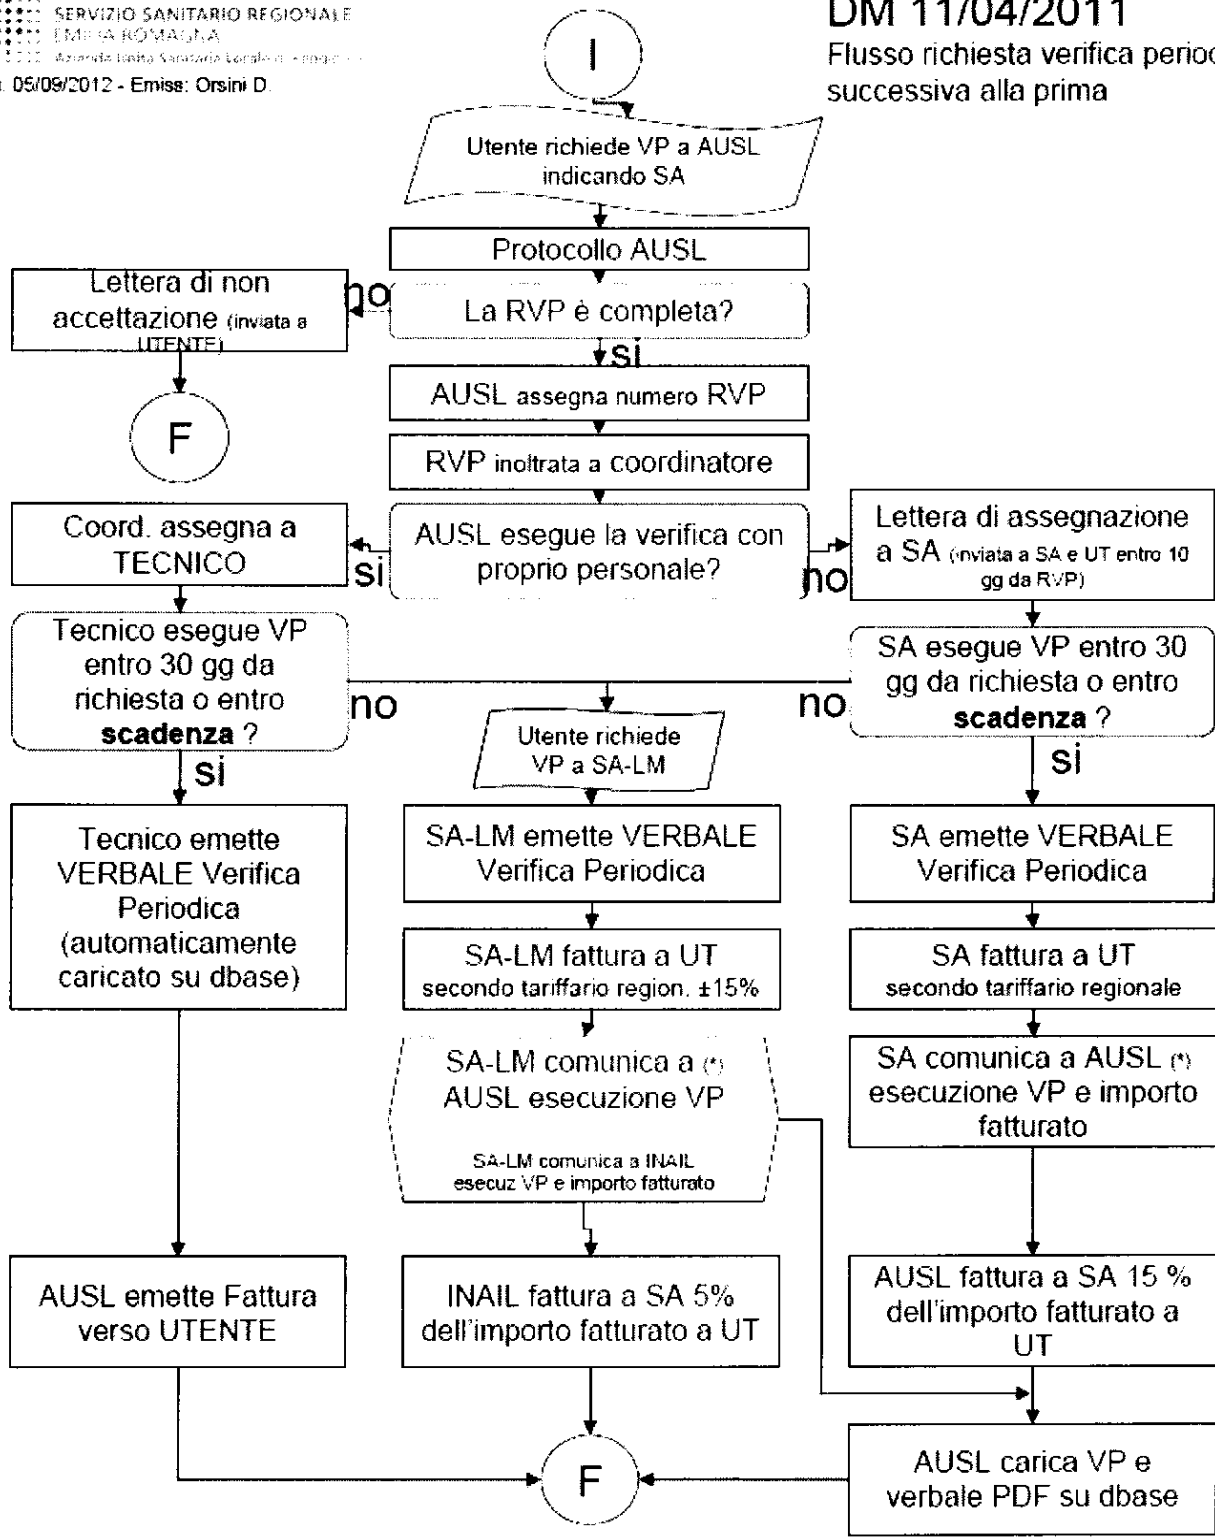 SERVIZIO SANITARIO REGIONALE
EMILIA ROMAGNA
05/09/2012 - Emiss: Orsini D.
DM 11/04/2011
Flusso richiesta verifica
successiva alla prima
I
Utente richiede VP a AUSL
indicando SA
Protocollo AUSL
La RVP è completa?
no
Lettera di non
accettazione (inviata a
UTENTE)
si
F
AUSL assegna numero RVP
RVP inoltrata a coordinatore
AUSL esegue la verifica con
proprio personale?
si
no
Coord. assegna a
TECNICO
Lettera di assegnazione
a SA (inviata a SA e UT entro 10
gg da RVP)
Tecnico esegue VP
entro 30 gg da
richiesta o entro
scadenza ?
no
si
SA esegue VP entro 30
gg da richiesta o entro
scadenza ?
no
si
Utente richiede
VP a SA-LM
Tecnico emette
VERBALE Verifica
Periodica
(automaticamente
caricato su dbase)
SA-LM emette VERBALE
Verifica Periodica
SA emette VERBALE
Verifica Periodica
SA-LM fattura a UT
secondo tariffario region. ±15%
SA fattura a UT
secondo tariffario regionale
SA-LM comunica a (*)
AUSL esecuzione VP
SA-LM comunica a INAIL
esecuz VP e importo fatturato
SA comunica a AUSL (*)
esecuzione VP e importo
fatturato
AUSL emette Fattura
verso UTENTE
INAIL fattura a SA 5%
dell'importo fatturato a UT
AUSL fattura a SA 15 %
dell'importo fatturato a
UT
F
AUSL carica VP e
verbale PDF su dbase